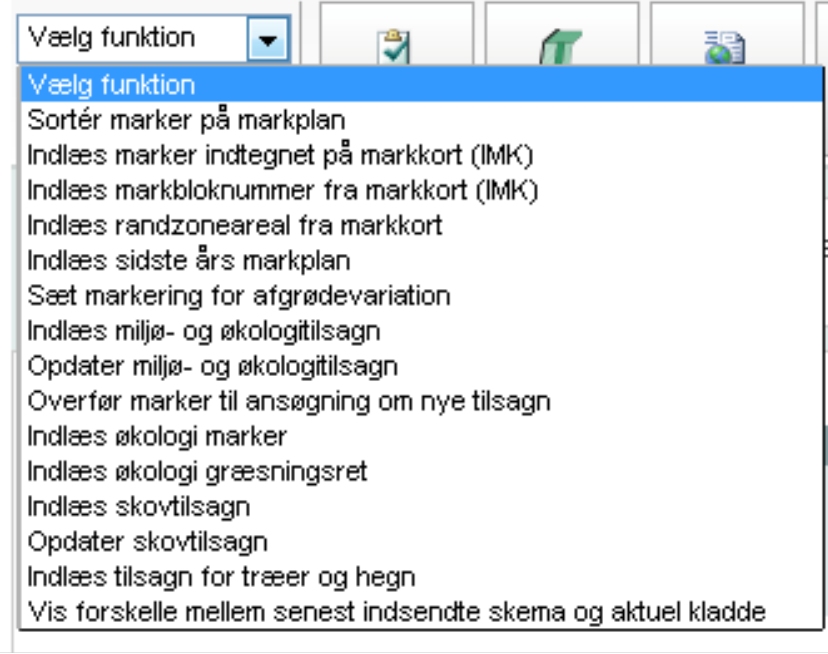 Vælg funktion
Vælg funktion
Sortér marker på markplan
Indlæs marker indtegnet på markkort (IMK)
Indlæs markbloknummer fra markkort (IMK)
Indlæs randzoneareal fra markkort
Indlæs sidste års markplan
Sæt markering for afgrødevariation
Indlæs miljø- og økologitilsagn
Opdater miljø- og økologitilsagn
Overfør marker til ansøgning om nye tilsagn
Indlæs økologi marker
Indlæs økologi græsningsret
Indlæs skovtilsagn
Opdater skovtilsagn
Indlæs tilsagn for træer og hegn
Vis forskelle mellem senest indsendte skema og aktuel kladde